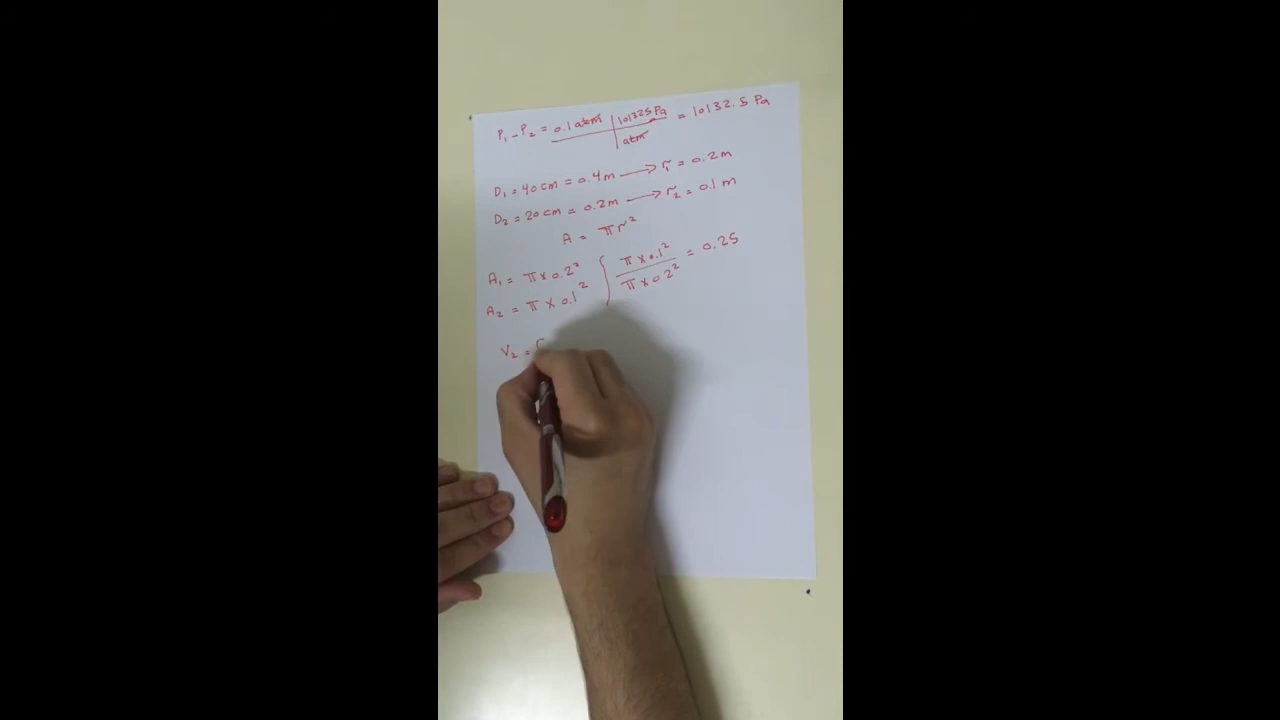 P₁ - P₂ = 0.1 atm | 101325 Pa / atm = 10132.5 Pa
D₁ = 40 cm = 0.4 m → r₁ = 0.2 m
D₂ = 20 cm = 0.2 m → r₂ = 0.1 m
A = πr²
A₁ = π × 0.2²
A₂ = π × 0.1²
π × 0.1² / π × 0.2² = 0.25
V₂ =